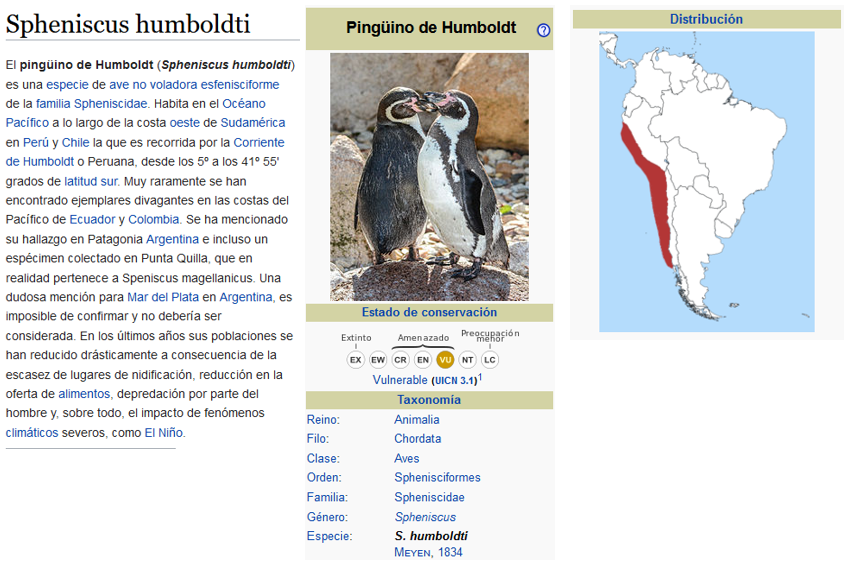 Spheniscus humboldti
El pingüino de Humboldt (Spheniscus humboldti)
es una especie de ave no voladora esfenisciforme
de la familia Spheniscidae. Habita en el Océano
Pacífico a lo largo de la costa oeste de Sudamérica
en Perú y Chile la que es recorrida por la Corriente
de Humboldt o Peruana, desde los 5º a los 41º 55'
grados de latitud sur. Muy raramente se han
encontrado ejemplares divagantes en las costas del
Pacífico de Ecuador y Colombia. Se ha mencionado
su hallazgo en Patagonia Argentina e incluso un
espécimen colectado en Punta Quilla, que en
realidad pertenece a Speniscus magellanicus. Una
dudosa mención para Mar del Plata en Argentina, es
imposible de confirmar y no debería ser
considerada. En los últimos años sus poblaciones se
han reducido drásticamente a consecuencia de la
escasez de lugares de nidificación, reducción en la
oferta de alimentos, depredación por parte del
hombre y, sobre todo, el impacto de fenómenos
climáticos severos, como El Niño.
Pingüino de Humboldt ?
Estado de conservación
Extinto Amenazado Preocupación menor
EX EW CR EN VU NT LC
Vulnerable (UICN 3.1)1
Taxonomía
Reino: Animalia
Filo: Chordata
Clase: Aves
Orden: Sphenisciformes
Familia: Spheniscidae
Género: Spheniscus
Especie: S. humboldti
MEYEN, 1834
Distribución